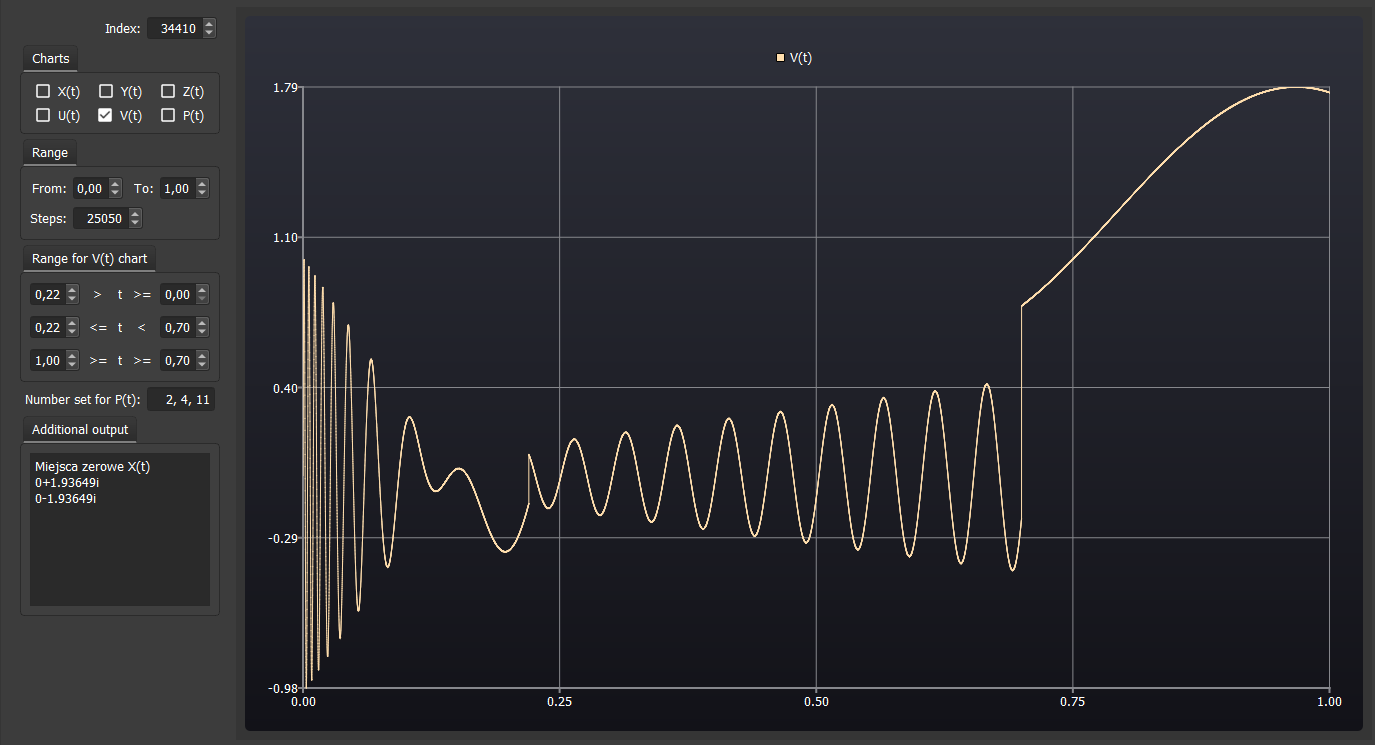 Index: 34410
Charts
X(t) Y(t) Z(t)
U(t) V(t) P(t)
Range
From: 0,00 To: 1,00
Steps: 25050
Range for V(t) chart
0,22 > t >= 0,00
0,22 <= t < 0,70
1,00 >= t >= 0,70
Number set for P(t): 2, 4, 11
Additional output
Miejsca zerowe X(t)
0+1.93649i
0-1.93649i
V(t)
1.79
1.10
0.40
-0.29
-0.98
0.00 0.25 0.50 0.75 1.00